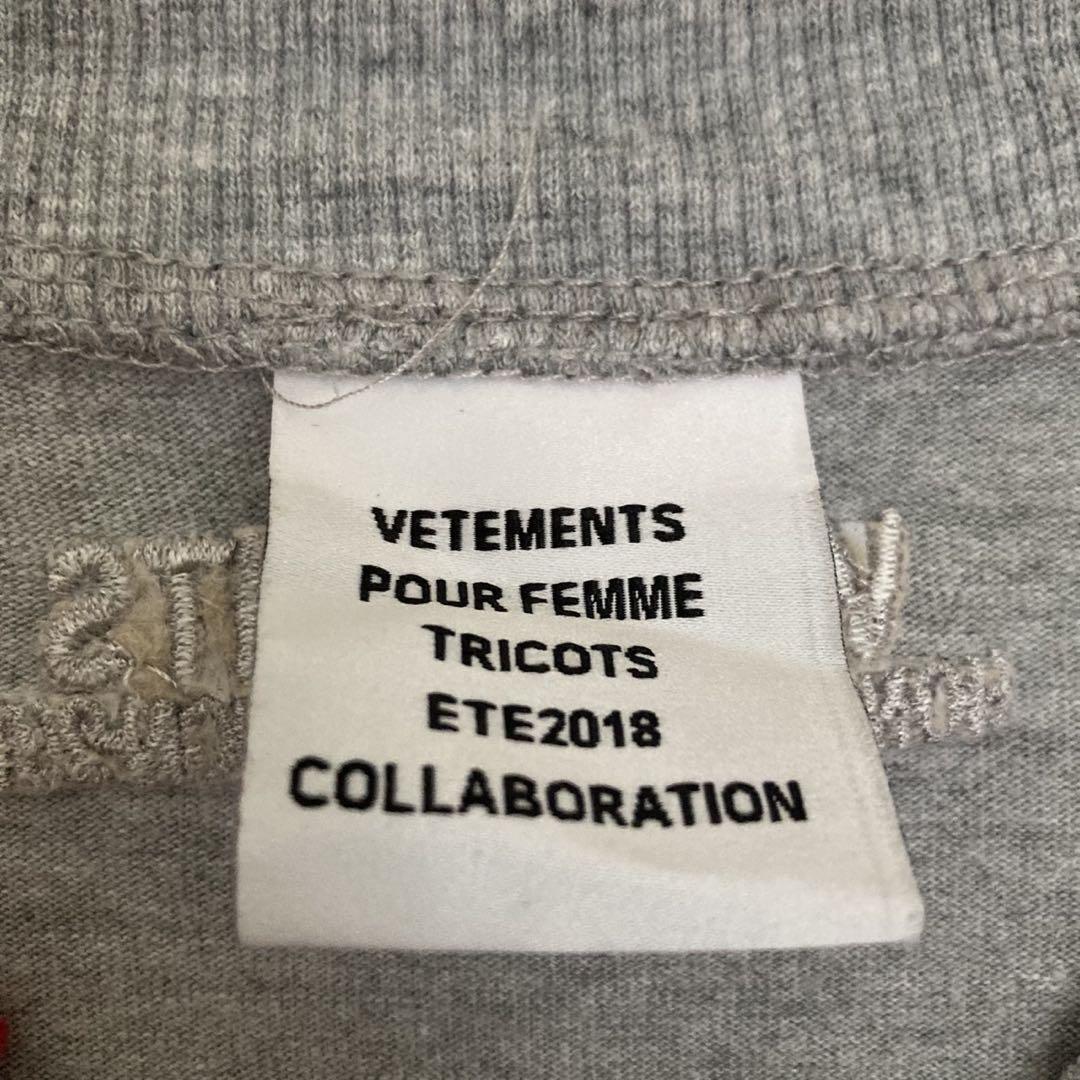 VETEMENTS
POUR FEMME
TRICOTS
ETE2018
COLLABORATION